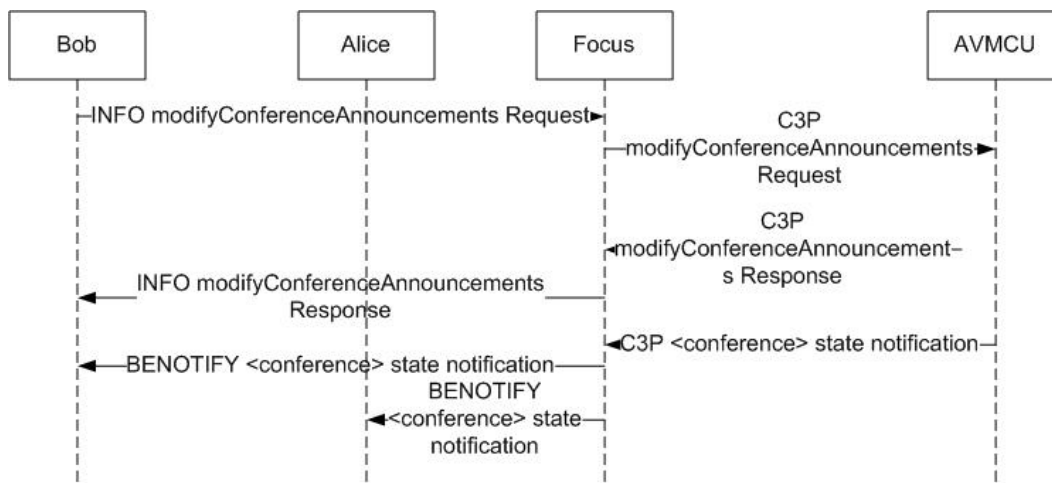 Bob
Alice
Focus
AVMCU
INFO modifyConferenceAnnouncements Request
C3P
modifyConferenceAnnouncements
Request
C3P
modifyConferenceAnnouncement
s Response
INFO modifyConferenceAnnouncements
Response
C3P <conference> state notification
BENOTIFY <conference> state notification
BENOTIFY
<conference> state
notification